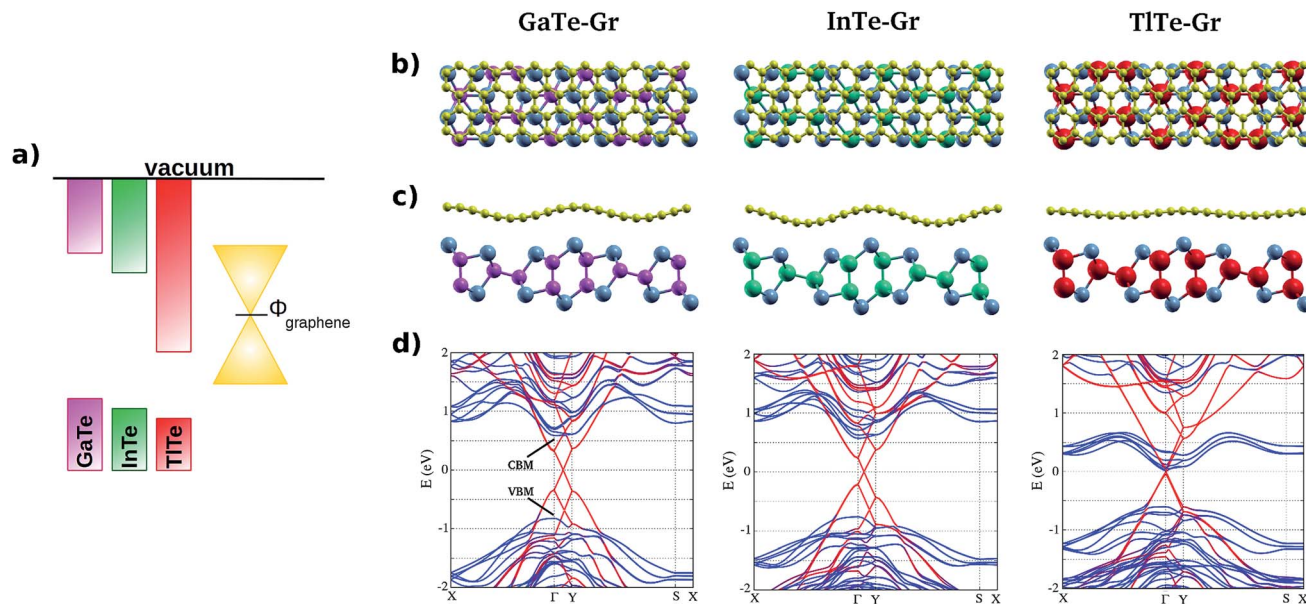 GaTe-Gr InTe-Gr TlTe-Gr
b)
a)
vacuum
c)
Φgraphene
GaTe InTe TlTe
d)
2 2 2
1 1 1
CBM
E (eV) 0 E (eV) 0 E (eV) 0
VBM
-1 -1 -1
-2 -2 -2
X Γ Y S X X Γ Y S X X Γ Y S X